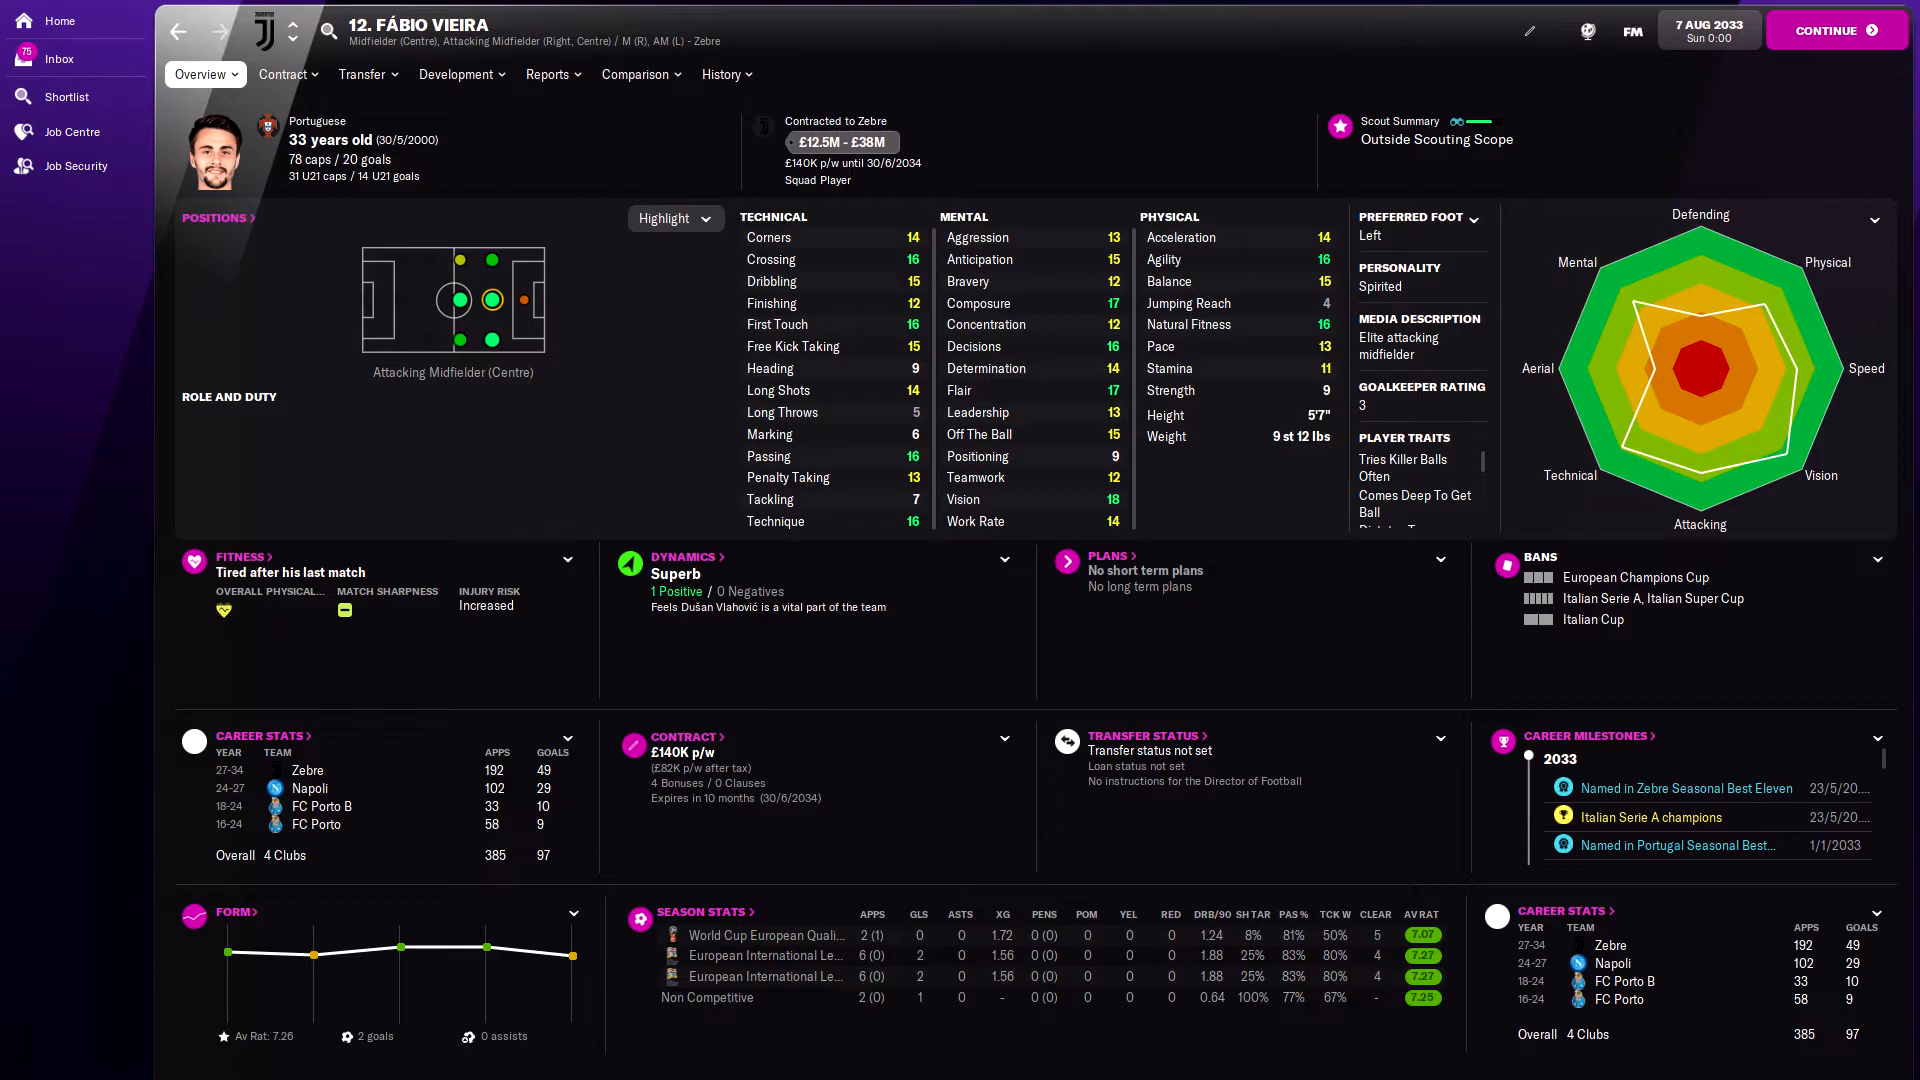 Home
75
Inbox
Shortlist
Job Centre
Job Security
12. FÁBIO VIEIRA
Midfielder (Centre), Attacking Midfielder (Right, Centre) / M (R), AM (L) - Zebre
FM
7 AUG 2033
Sun 0:00
CONTINUE
Overview
Contract
Transfer
Development
Reports
Comparison
History
Portuguese
33 years old (30/5/2000)
78 caps / 20 goals
31 U21 caps / 14 U21 goals
Contracted to Zebre
£12.5M - £38M
£140K p/w until 30/6/2034
Squad Player
Scout Summary
Outside Scouting Scope
POSITIONS
Highlight
Attacking Midfielder (Centre)
ROLE AND DUTY
TECHNICAL
Corners 14
Crossing 16
Dribbling 15
Finishing 12
First Touch 16
Free Kick Taking 15
Heading 9
Long Shots 14
Long Throws 5
Marking 6
Passing 16
Penalty Taking 13
Tackling 7
Technique 16
MENTAL
Aggression 13
Anticipation 15
Bravery 12
Composure 17
Concentration 12
Decisions 16
Determination 14
Flair 17
Leadership 13
Off The Ball 15
Positioning 9
Teamwork 12
Vision 18
Work Rate 14
PHYSICAL
Acceleration 14
Agility 16
Balance 15
Jumping Reach 4
Natural Fitness 16
Pace 13
Stamina 11
Strength 9
Height 5'7"
Weight 9 st 12 lbs
PREFERRED FOOT
Left
PERSONALITY
Spirited
MEDIA DESCRIPTION
Elite attacking
midfielder
GOALKEEPER RATING
3
PLAYER TRAITS
Tries Killer Balls
Often
Comes Deep To Get
Ball
Defending
Mental
Physical
Aerial
Speed
Technical
Vision
Attacking
FITNESS
Tired after his last match
OVERALL PHYSICAL... MATCH SHARPNESS INJURY RISK
Increased
DYNAMICS
Superb
1 Positive / 0 Negatives
Feels Dušan Vlahović is a vital part of the team
PLANS
No short term plans
No long term plans
BANS
European Champions Cup
Italian Serie A, Italian Super Cup
Italian Cup
CAREER STATS
YEAR TEAM APPS GOALS
27-34 Zebre 192 49
24-27 Napoli 102 29
18-24 FC Porto B 33 10
16-24 FC Porto 58 9
Overall 4 Clubs 385 97
CONTRACT
£140K p/w
(£82K p/w after tax)
4 Bonuses / 0 Clauses
Expires in 10 months (30/6/2034)
TRANSFER STATUS
Transfer status not set
Loan status not set
No instructions for the Director of Football
CAREER MILESTONES
2033
Named in Zebre Seasonal Best Eleven 23/5/20....
Italian Serie A champions 23/5/20....
Named in Portugal Seasonal Best... 1/1/2033
FORM
Av Rat: 7.26
2 goals
0 assists
SEASON STATS APPS GLS ASTS XG PENS POM YEL RED DRB/90 SH TAR PAS % TCK W CLEAR AV RAT
World Cup European Quali... 2 (1) 0 0 1.72 0 (0) 0 0 0 1.24 8% 81% 50% 5 7.07
European International Le... 6 (0) 2 0 1.56 0 (0) 0 0 0 1.88 25% 83% 80% 4 7.27
European International Le... 6 (0) 2 0 1.56 0 (0) 0 0 0 1.88 25% 83% 80% 4 7.27
Non Competitive 2 (0) 1 0 - 0 (0) 0 0 0 0.64 100% 77% 67% - 7.25
CAREER STATS
YEAR TEAM APPS GOALS
27-34 Zebre 192 49
24-27 Napoli 102 29
18-24 FC Porto B 33 10
16-24 FC Porto 58 9
Overall 4 Clubs 385 97